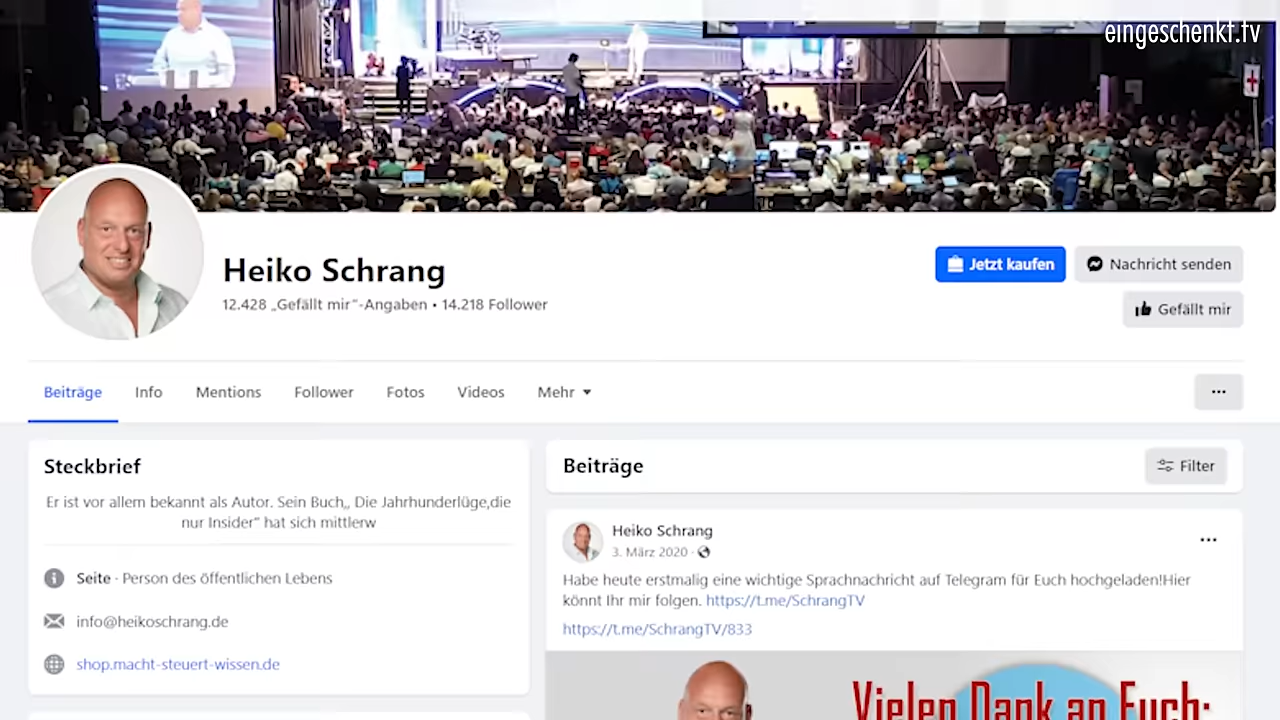 eingeschenkt.tv
Heiko Schrang
12.428 „Gefällt mir“-Angaben • 14.218 Follower
Jetzt kaufen
Nachricht senden
Gefällt mir
Beiträge
Info
Mentions
Follower
Fotos
Videos
Mehr
Steckbrief
Er ist vor allem bekannt als Autor. Sein Buch,, Die Jahrhunderlüge,die
nur Insider“ hat sich mittlerw
Seite · Person des öffentlichen Lebens
info@heikoschrang.de
shop.macht-steuert-wissen.de
Beiträge
Filter
Heiko Schrang
3. März 2020 ·
Habe heute erstmalig eine wichtige Sprachnachricht auf Telegram für Euch hochgeladen!Hier
könnt Ihr mir folgen. https://t.me/SchrangTV
https://t.me/SchrangTV/833
Vielen Dank an Euch: